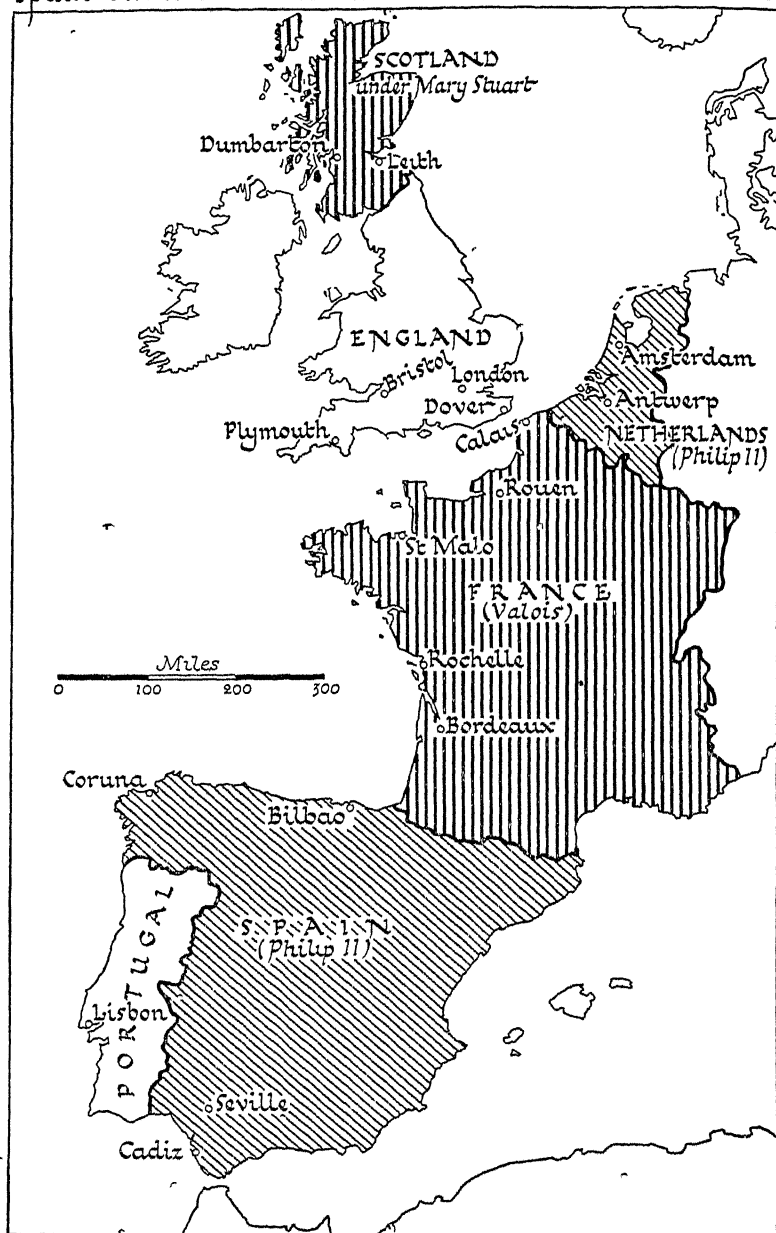 SCOTLAND
under Mary Stuart
Dumbarton
Leith
ENGLAND
Bristol
London
Dover
Plymouth
Calais
Amsterdam
Antwerp
NETHERLANDS
(Philip II)
Rouen
St Malo
FRANCE
(Valois)
Miles
0 100 200 300
Rochelle
Bordeaux
Coruna
Bilbao
SPAIN
(Philip II)
PORTUGAL
Lisbon
Seville
Cadiz